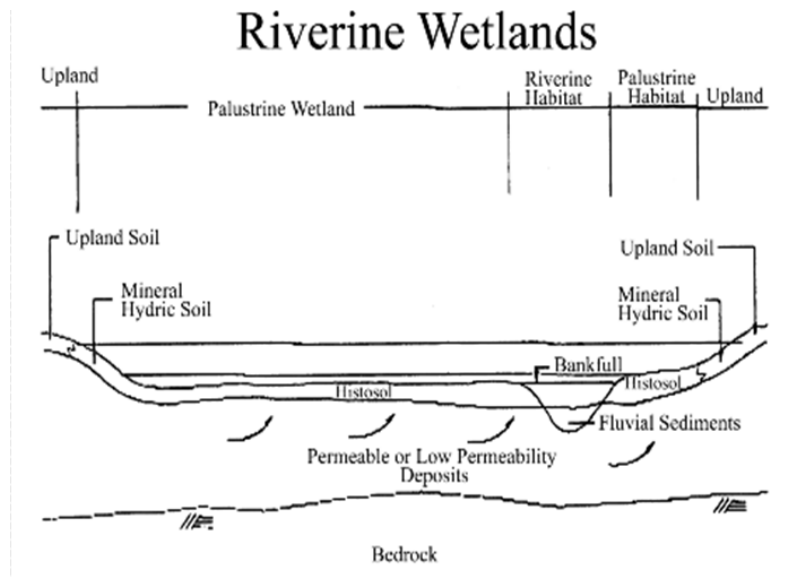 Riverine Wetlands
Upland
Palustrine Wetland
Riverine
Habitat
Palustrine
Habitat
Upland
Upland Soil
Upland Soil
Mineral
Hydric Soil
Mineral
Hydric Soil
Bankfull
Histosol
Histosol
Fluvial Sediments
Permeable or Low Permeability
Deposits
Bedrock